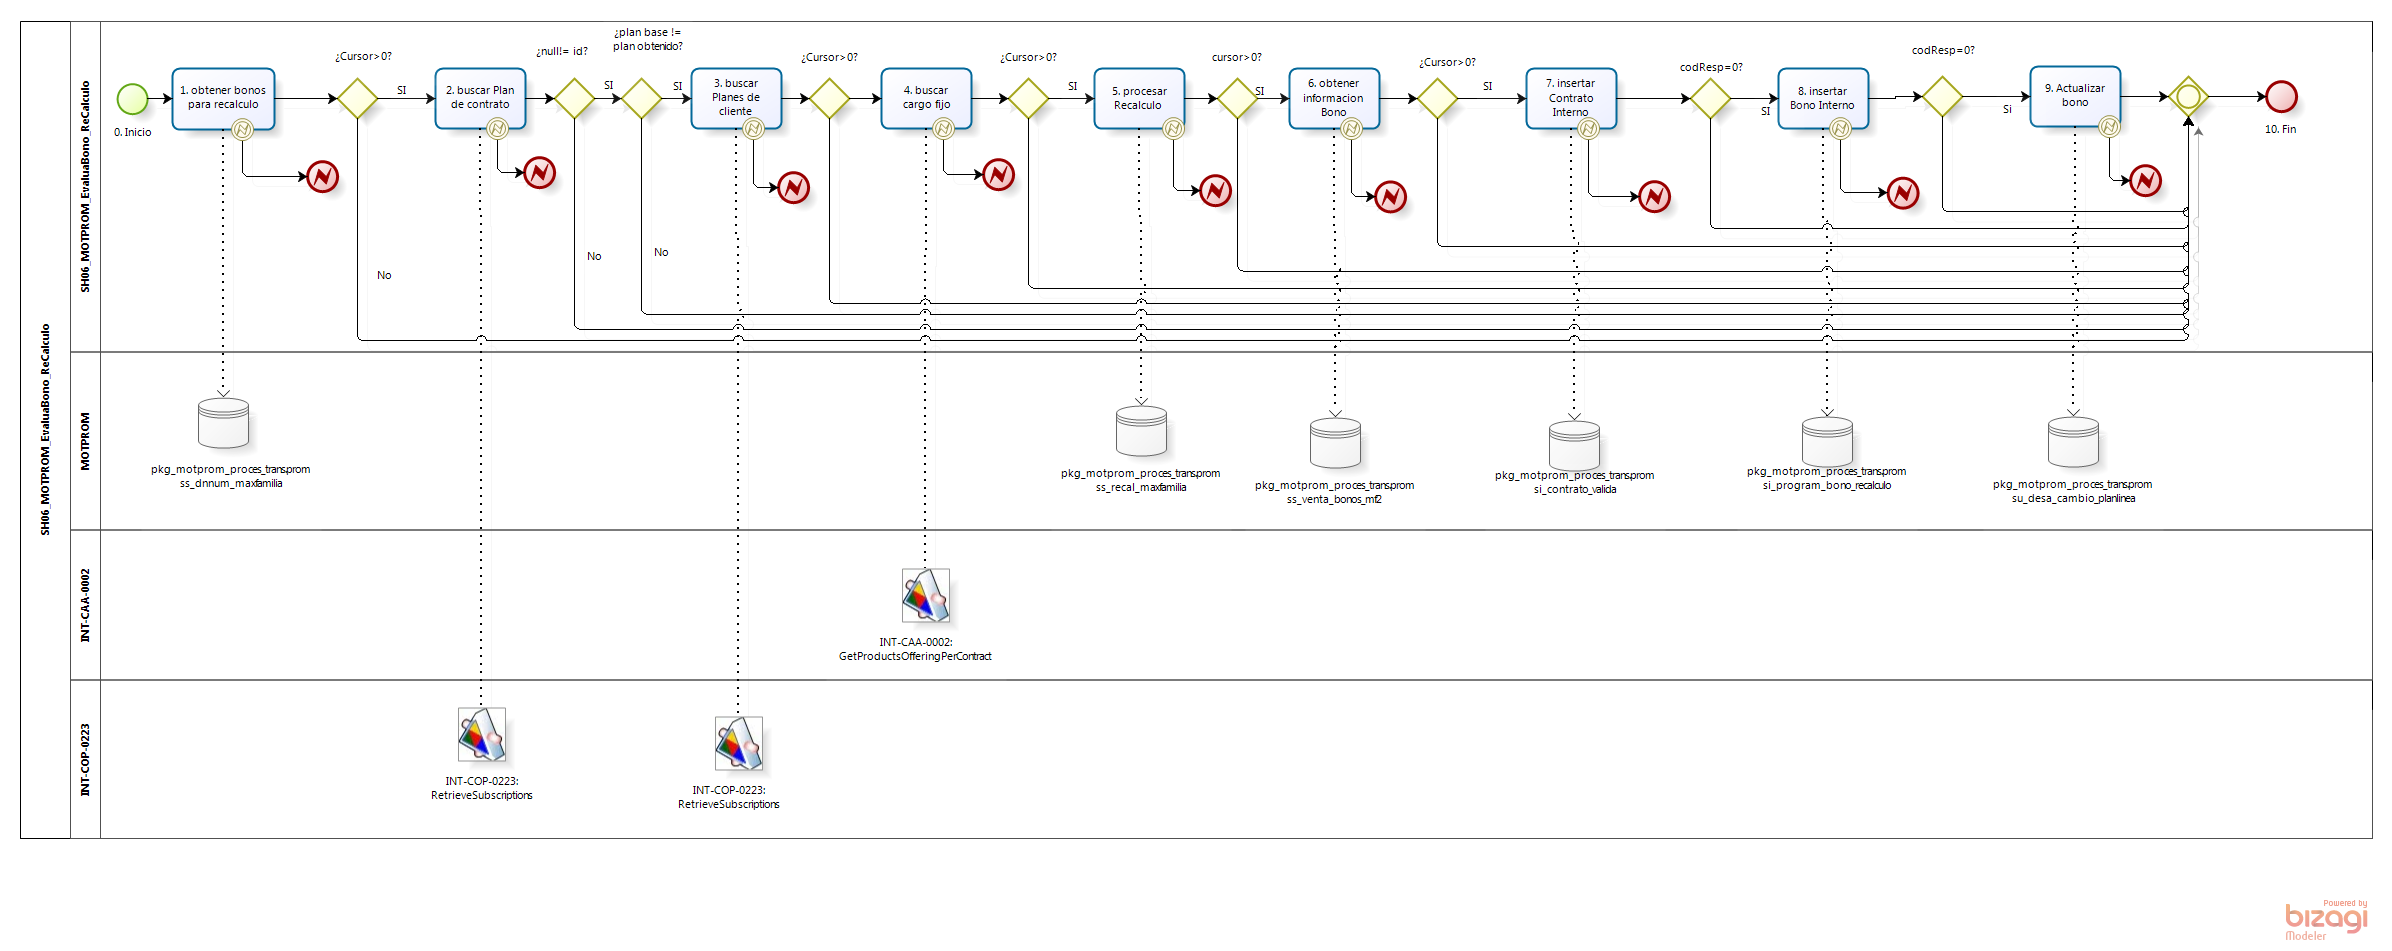 SH06_MOTPROM_EvaluaBono_ReCalculo
SH06_MOTPROM_EvaluaBono_ReCalculo
0. Inicio
1. obtener bonos
para recalculo
¿Cursor>0?
SI
No
2. buscar Plan
de contrato
¿null!= id?
SI
No
¿plan base !=
plan obtenido?
SI
No
3. buscar
Planes de
cliente
¿Cursor>0?
4. buscar
cargo fijo
¿Cursor>0?
SI
5. procesar
Recalculo
cursor>0?
SI
6. obtener
informacion
Bono
¿Cursor>0?
SI
7. insertar
Contrato
Interno
codResp=0?
SI
8. insertar
Bono Interno
codResp=0?
Si
9. Actualizar
bono
10. Fin
MOTPROM
pkg_motprom_proces_transprom
ss_dnnum_maxfamilia
pkg_motprom_proces_transprom
ss_recal_maxfamilia
pkg_motprom_proces_transprom
ss_venta_bonos_mf2
pkg_motprom_proces_transprom
si_contrato_valida
pkg_motprom_proces_transprom
si_program_bono_recalculo
pkg_motprom_proces_transprom
su_desa_cambio_planlinea
INT-CAA-0002
INT-CAA-0002:
GetProductsOfferingPerContract
INT-COP-0223
INT-COP-0223:
RetrieveSubscriptions
INT-COP-0223:
RetrieveSubscriptions
Powered by
bizagi
Modeler